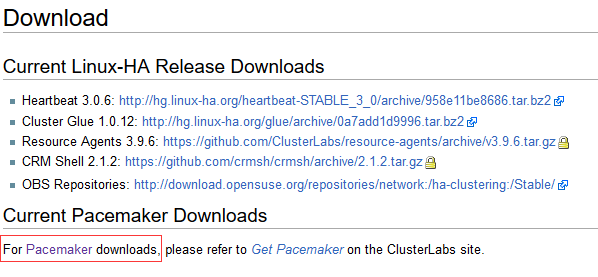 Download
Current Linux-HA Release Downloads
Heartbeat 3.0.6: http://hg.linux-ha.org/heartbeat-STABLE_3_0/archive/958e11be8686.tar.bz2
Cluster Glue 1.0.12: http://hg.linux-ha.org/glue/archive/0a7add1d9996.tar.bz2
Resource Agents 3.9.6: https://github.com/ClusterLabs/resource-agents/archive/v3.9.6.tar.gz
CRM Shell 2.1.2: https://github.com/crmsh/crmsh/archive/2.1.2.tar.gz
OBS Repositories: http://download.opensuse.org/repositories/network:/ha-clustering:/Stable/
Current Pacemaker Downloads
For Pacemaker downloads, please refer to Get Pacemaker on the ClusterLabs site.